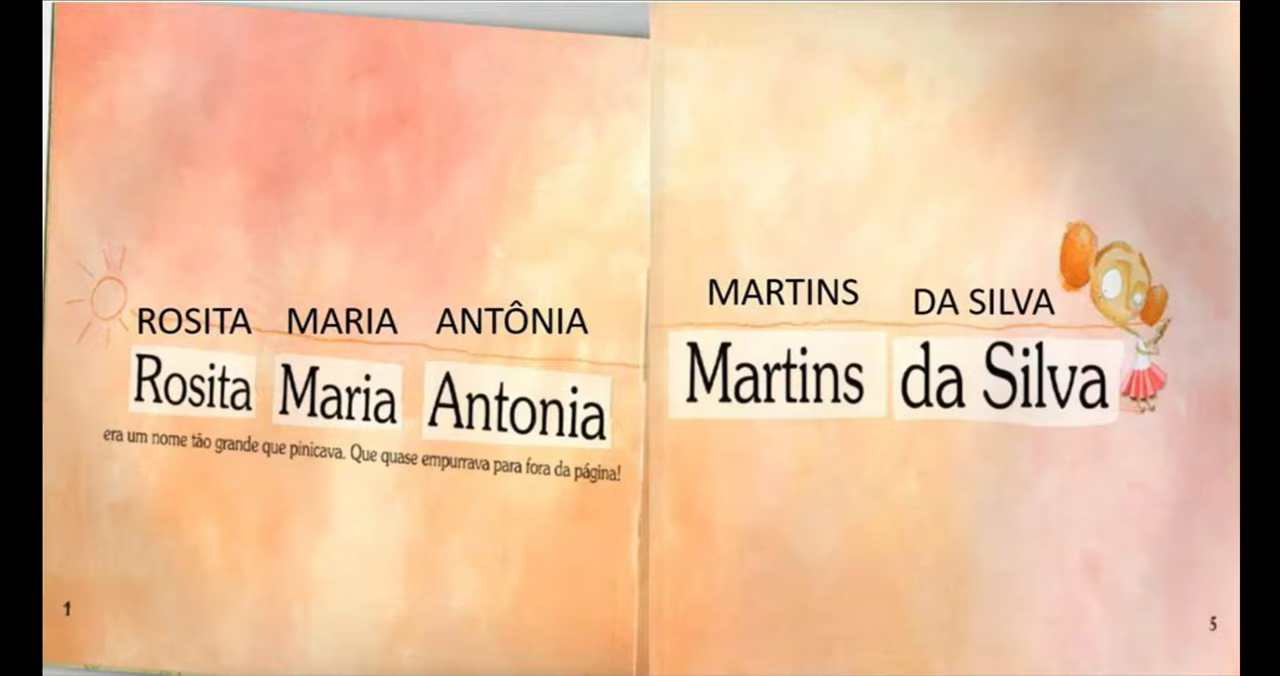 ROSITA MARIA ANTÔNIA
Rosita Maria Antonia
era um nome tão grande que pinicava. Que quase empurrava para fora da página!
1
MARTINS DA SILVA
Martins da Silva
5